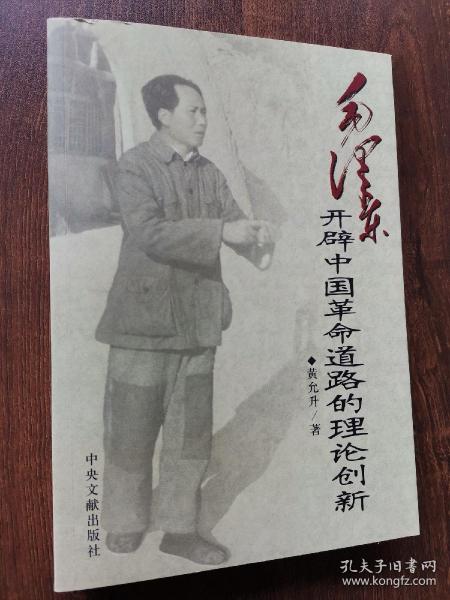 毛泽东
开辟中国革命道路的理论创新
◆黄允升/著
中央文献出版社
孔夫子旧书网
www.kongfz.com